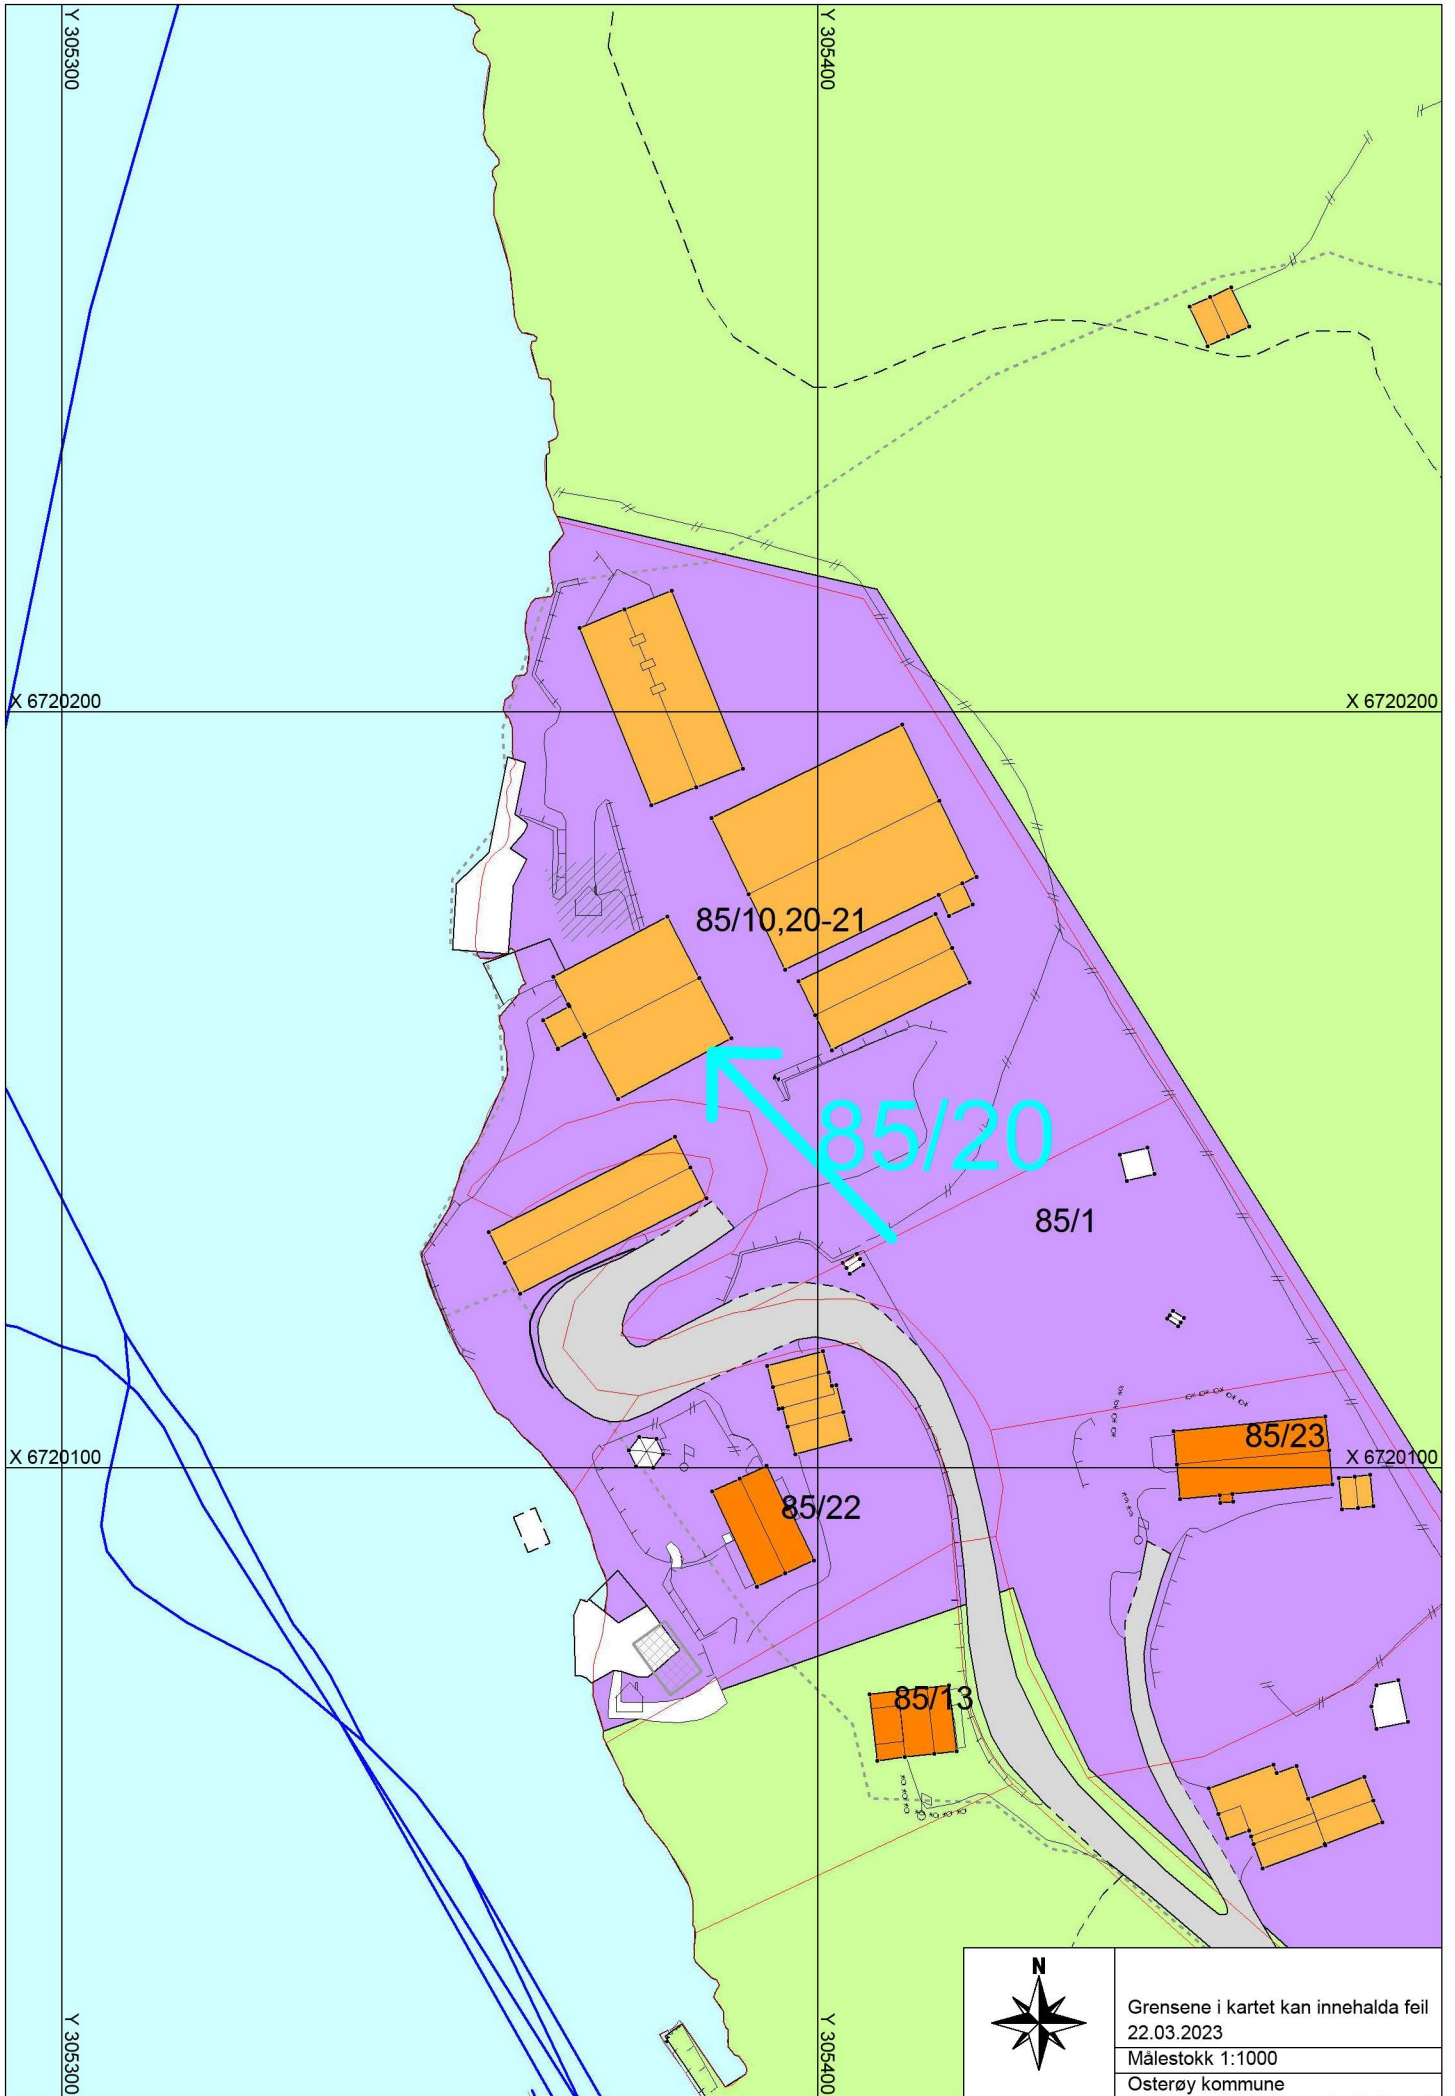 Y 305300
Y 305400
X 6720200
X 6720200
85/10,20-21
85/20
85/1
85/23
X 6720100
X 6720100
85/22
85/13
N
Grensene i kartet kan innehalda feil
22.03.2023
Målestokk 1:1000
Osterøy kommune
Y 305300
Y 305400